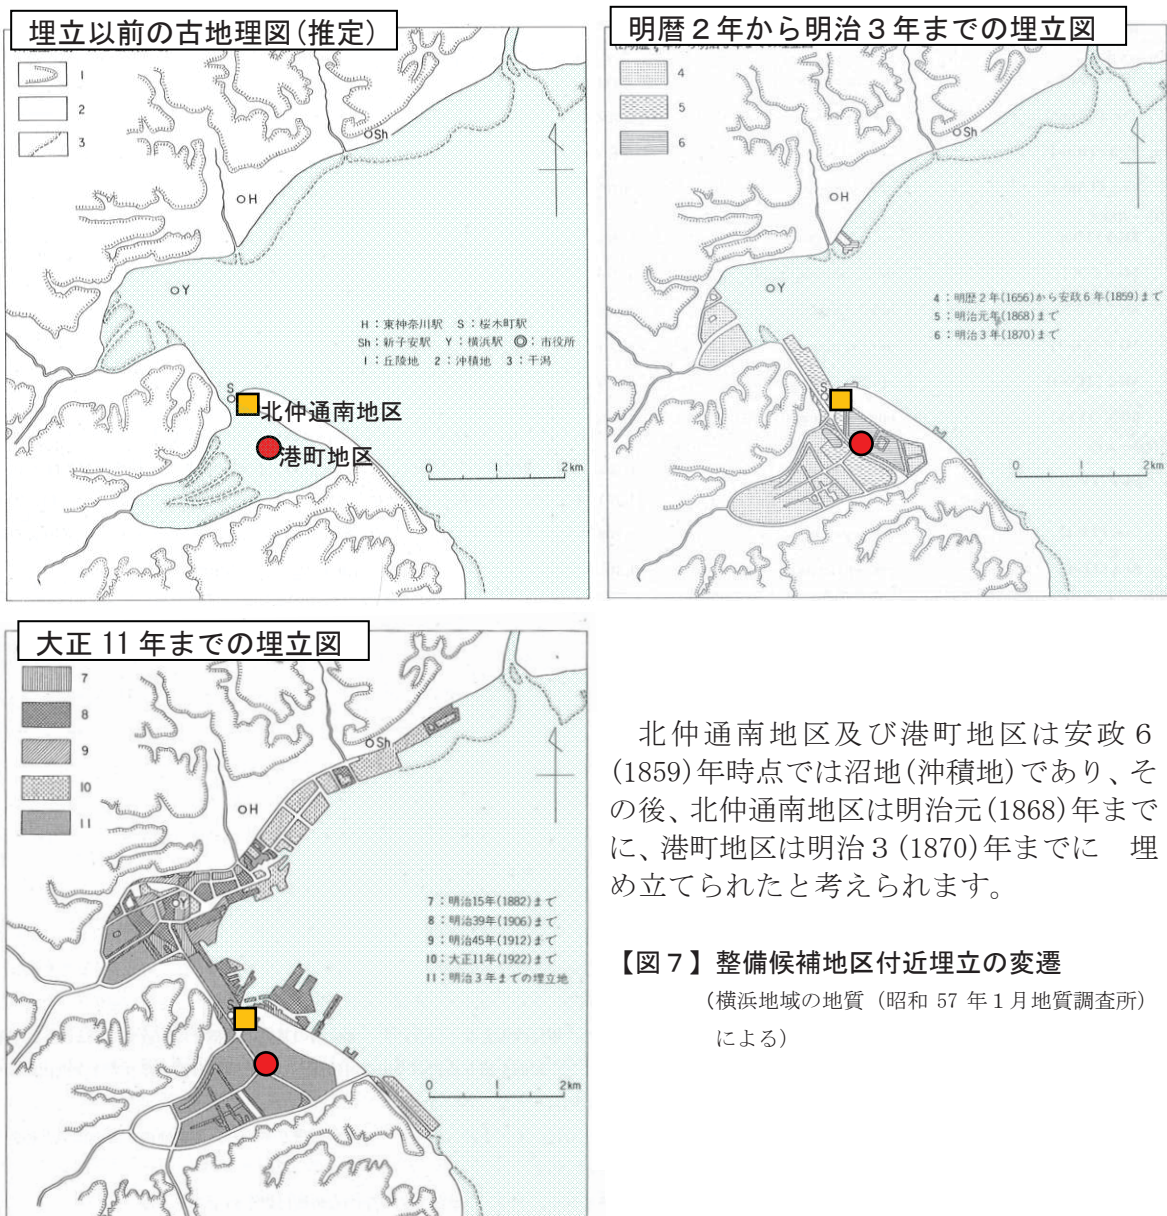 埋立以前の古地理図(推定)
1
2
3
Sh
H
Y
H：東神奈川駅 S：桜木町駅
Sh：新子安駅 Y：横浜駅 ◎：市役所
1：丘陵地 2：沖積地 3：干潟
S
北仲通南地区
港町地区
0 1 2km
明暦２年から明治３年までの埋立図
4
5
6
Sh
H
Y
4：明暦２年(1656)から安政６年(1859)まで
5：明治元年(1868)まで
6：明治３年(1870)まで
S
0 1 2km
大正 11 年までの埋立図
7
8
9
10
11
Sh
H
Y
7：明治15年(1882)まで
8：明治39年(1906)まで
9：明治45年(1912)まで
10：大正11年(1922)まで
11：明治３年までの埋立地
S
0 1 2km
北仲通南地区及び港町地区は安政６
(1859)年時点では沼地(沖積地)であり、そ
の後、北仲通南地区は明治元(1868)年まで
に、港町地区は明治３(1870)年までに　埋
め立てられたと考えられます。
【図７】整備候補地区付近埋立の変遷
（横浜地域の地質（昭和 57 年１月地質調査所）
による）